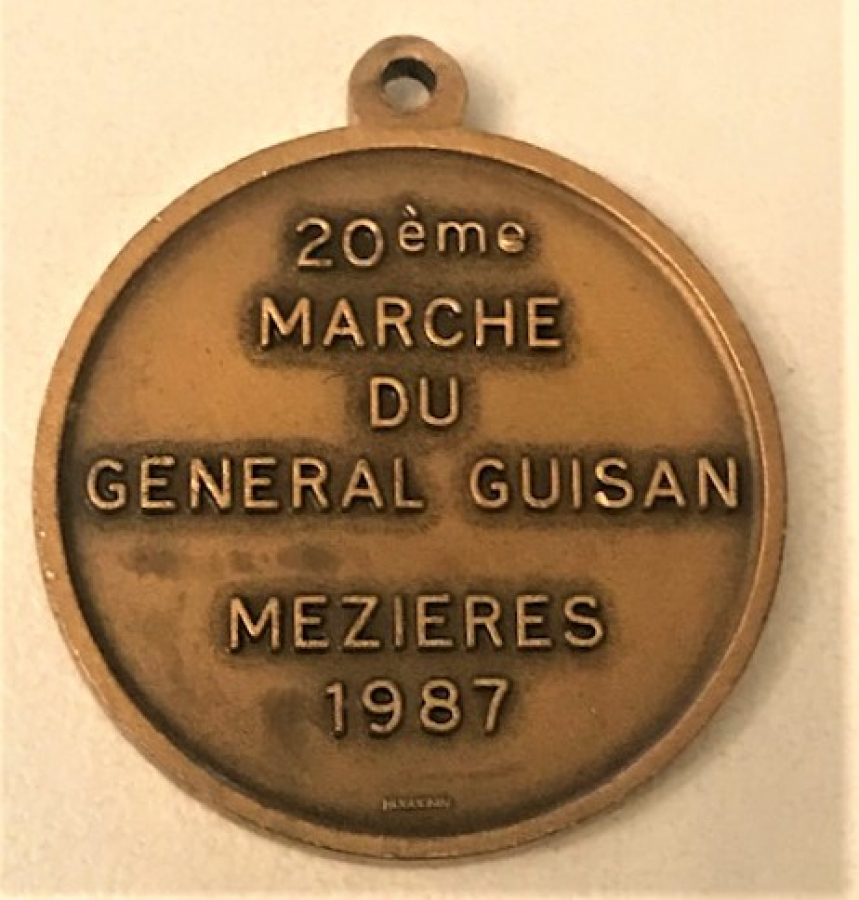 20ème
MARCHE
DU
GENERAL GUISAN
MEZIERES
1987